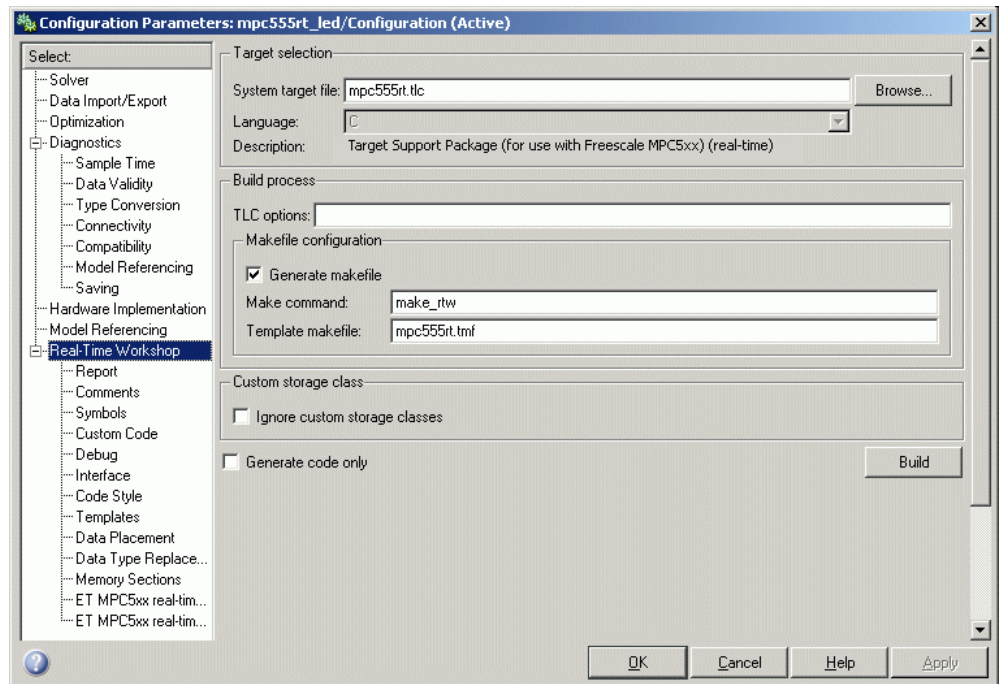 Configuration Parameters: mpc555rt_led/Configuration (Active)
Select:
Solver
Data Import/Export
Optimization
Diagnostics
Sample Time
Data Validity
Type Conversion
Connectivity
Compatibility
Model Referencing
Saving
Hardware Implementation
Model Referencing
Real-Time Workshop
Report
Comments
Symbols
Custom Code
Debug
Interface
Code Style
Templates
Data Placement
Data Type Replace...
Memory Sections
ET MPC5xx real-tim...
ET MPC5xx real-tim...
Target selection
System target file: mpc555rt.tlc Browse...
Language: C
Description: Target Support Package (for use with Freescale MPC5xx) (real-time)
Build process
TLC options:
Makefile configuration
Generate makefile
Make command: make_rtw
Template makefile: mpc555rt.tmf
Custom storage class
Ignore custom storage classes
Generate code only Build
OK Cancel Help Apply